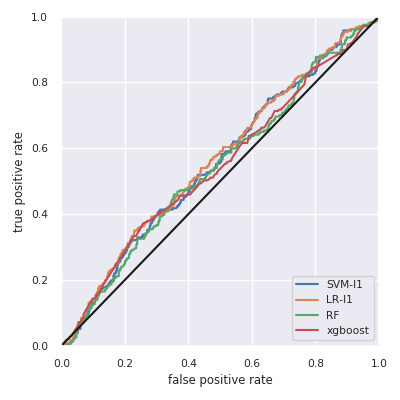 1.0
0.8
0.6
0.4
0.2
0.0
true positive rate
0.0 0.2 0.4 0.6 0.8 1.0
false positive rate
SVM-l1
LR-l1
RF
xgboost